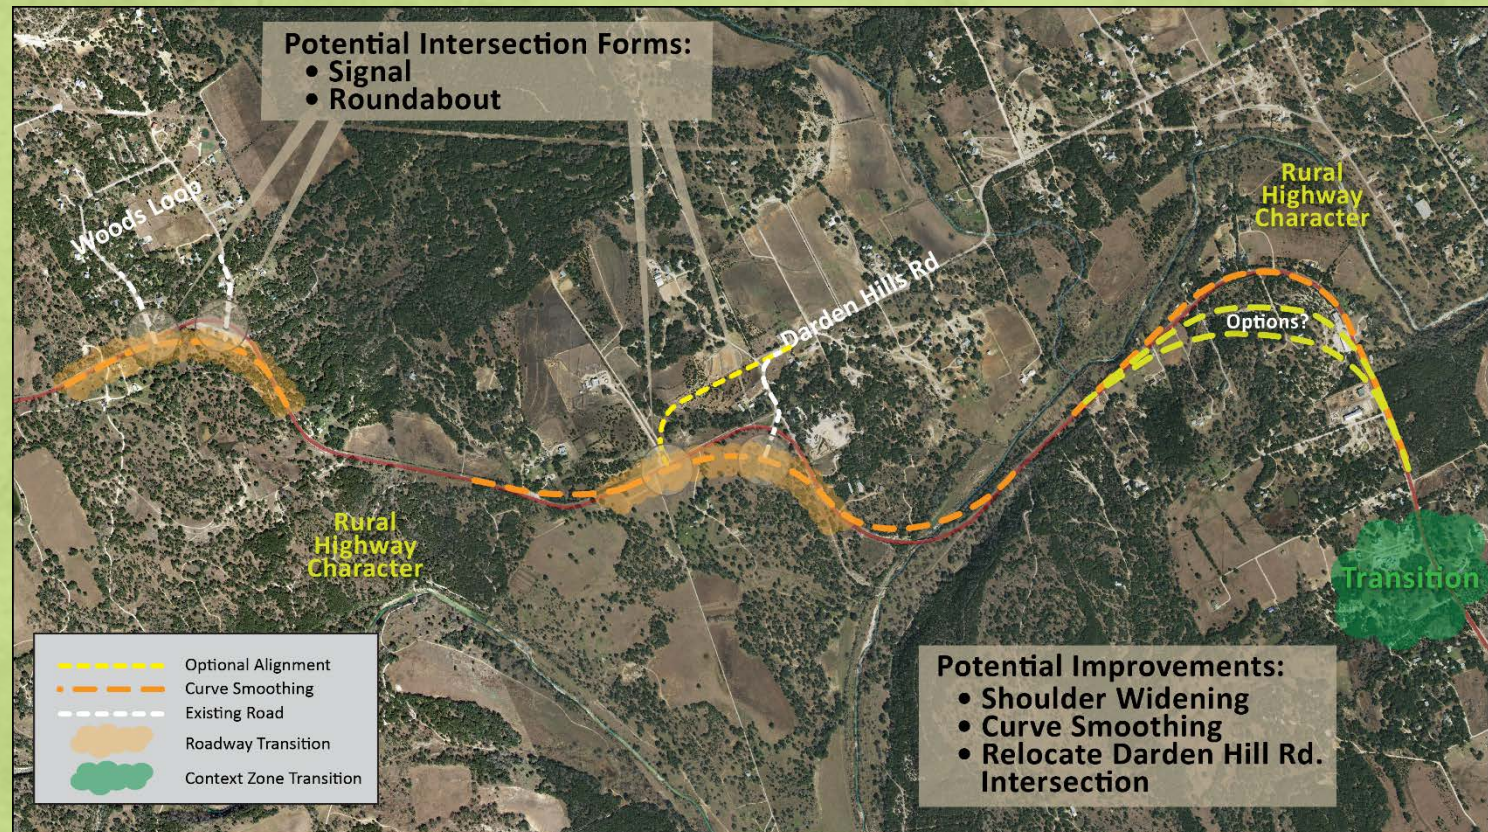 Potential Intersection Forms:
• Signal
• Roundabout
Woods Loop
Darden Hills Rd
Rural
Highway
Character
Options?
Rural
Highway
Character
Transition
Optional Alignment
Curve Smoothing
Existing Road
Roadway Transition
Context Zone Transition
Potential Improvements:
• Shoulder Widening
• Curve Smoothing
• Relocate Darden Hill Rd.
Intersection